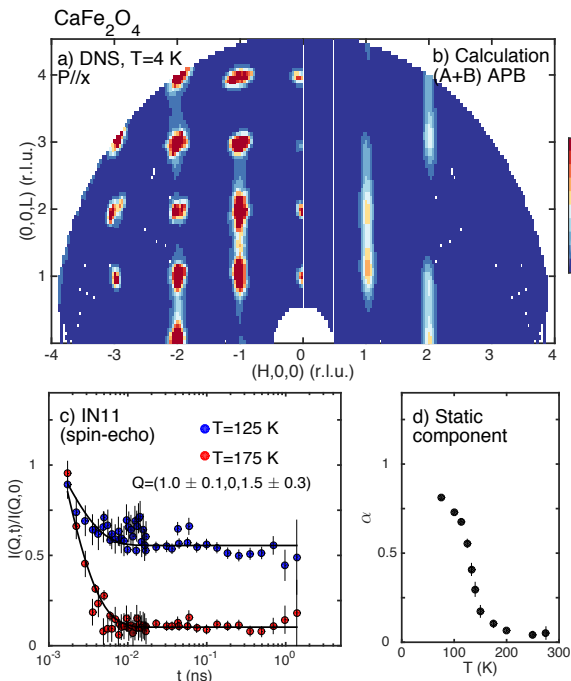 CaFe₂O₄
a) DNS, T=4 K
P//x
b) Calculation
(A+B) APB
(0,0,L) (r.l.u.)
4
3
2
1
-4 -3 -2 -1 0 1 2 3 4
(H,0,0) (r.l.u.)
c) IN11
(spin-echo)
T=125 K
T=175 K
Q=(1.0 ± 0.1,0,1.5 ± 0.3)
I(Q,t)/I(Q,0)
1
0.5
0
10⁻³ 10⁻² 10⁻¹ 10⁰
t (ns)
d) Static
component
α
1
0.5
0
0 100 200 300
T (K)